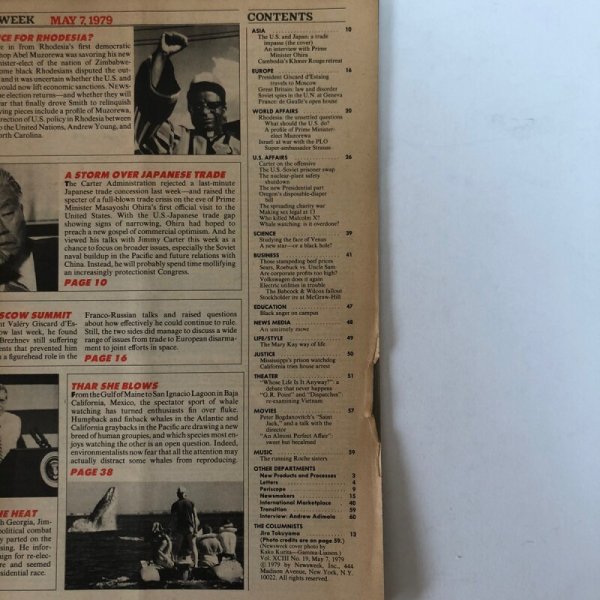 WEEK MAY 7, 1979
CE FOR RHODESIA?
e in from Rhodesia's first democratic
hop Abel Muzorewa was savoring his new
nister-elect of the nation of Zimbabwe-
ome black Rhodesians disputed the out-
and it was uncertain whether the U.S. and
would now lift economic sanctions. NEWS-
e election returns—and whether they will
ar that finally drove Smith to relinquish
ying pieces include a profile of Muzorewa,
rection of U.S. policy in Rhodesia between
o the United Nations, Andrew Young, and
orth Carolina.
A STORM OVER JAPANESE TRADE
The Carter Administration rejected a last-minute
Japanese trade concession last week—and raised the
specter of a full-blown trade crisis on the eve of Prime
Minister Masayoshi Ohira's first official visit to the
United States. With the U.S.-Japanese trade gap
showing signs of narrowing, Ohira had hoped to
preach a new gospel of commercial optimism. And he
viewed his talks with Jimmy Carter this week as a
chance to focus on broader issues, especially the Soviet
naval buildup in the Pacific and future relations with
China. Instead, he will probably spend time mollifying
an increasingly protectionist Congress.
PAGE 10
SCOW SUMMIT
nt Valéry Giscard d'Es-
ow last week, he found
Brezhnev still suffering
ents that prevented him
n a figurehead role in the
Franco-Russian talks and raised questions
about how effectively he could continue to rule.
Still, the two sides did manage to discuss a wide
range of issues from trade to European disarma-
ment to joint efforts in space.
PAGE 16
THAR SHE BLOWS
From the Gulf of Maine to San Ignacio Lagoon in Baja
California, Mexico, the spectator sport of whale
watching has turned enthusiasts fin over fluke.
Humpback and finback whales in the Atlantic and
California graybacks in the Pacific are drawing a new
breed of human groupies, and which species most en-
joys watching the other is an open question. Indeed,
environmentalists now fear that all the attention may
actually distract some whales from reproducing.
PAGE 38
HE HEAT
h Georgia, Jim-
political combat
y parted on the
sing. He infor-
ign for re-elec-
re and seemed
sidential race.
CONTENTS
ASIA 10
The U.S. and Japan: a trade
impasse (the cover)
An interview with Prime
Minister Ohira
Cambodia's Khmer Rouge retreat
EUROPE 16
President Giscard d'Estaing
travels to Moscow
Great Britain: law and disorder
Soviet spies in the U.N. at Geneva
France: de Gaulle's open house
WORLD AFFAIRS 20
Rhodesia: the unsettled questions
What should the U.S. do?
A profile of Prime Minister-
elect Muzorewa
Israel: at war with the PLO
Super-ambassador Strauss
U.S. AFFAIRS 26
Carter on the offensive
The U.S.-Soviet prisoner swap
The nuclear-plant safety
shutdown
The new Presidential part
Oregon's disposable-diaper
bill
The spreading charity war
Making sex legal at 13
Who killed Malcolm X?
Whale watching: is it overdone?
SCIENCE 39
Studying the face of Venus
A new star—or a black hole?
BUSINESS 41
Those stampeding beef prices
Sears, Roebuck vs. Uncle Sam
Are corporate profits too high?
Volkswagen does it again
Electric utilities in trouble
The Babcock & Wilcox fallout
Stockholder ire at McGraw-Hill
EDUCATION 47
Black anger on campus
NEWS MEDIA 48
An untimely move
LIFE/STYLE 49
The Mary Kay way of life
JUSTICE 50
Mississippi's prison watchdog
California tries house arrest
THEATER 51
"Whose Life Is It Anyway?": a
debate that never happens
"G.R. Point" and "Dispatches"
re-examining Vietnam
MOVIES 57
Peter Bogdanovich's "Saint
Jack," and a talk with the
director
"An Almost Perfect Affair":
sweet but becalmed
MUSIC 59
The running Roche sisters
OTHER DEPARTMENTS
New Products and Processes 3
Letters 4
Periscope 9
Newsmakers 15
International Marketplace 40
Transition 59
Interview: Andrew Adimola 60
THE COLUMNISTS
Jiro Tokuyama 13
(Photo credits are on page 59.)
(Newsweek cover photo by
Kaku Kurita—Gamma-Liaison.)
Vol. XCIII No. 19, May 7, 1979
© 1979 by Newsweek, Inc., 444
Madison Avenue, New York, N.Y.
10022. All rights reserved.